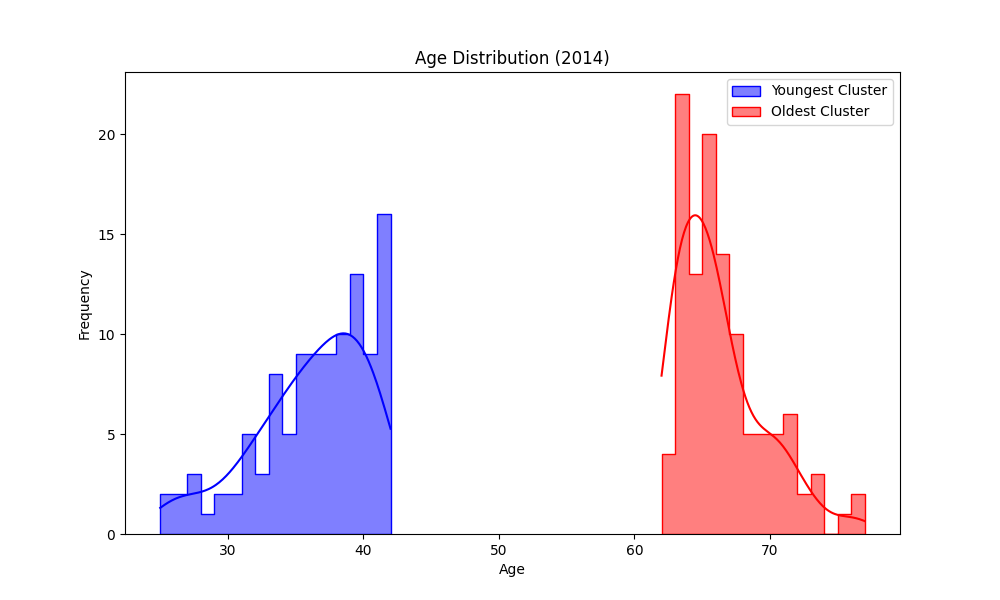 Age Distribution (2014)
Youngest Cluster
Oldest Cluster
Frequency
20
15
10
5
0
30 40 50 60 70
Age